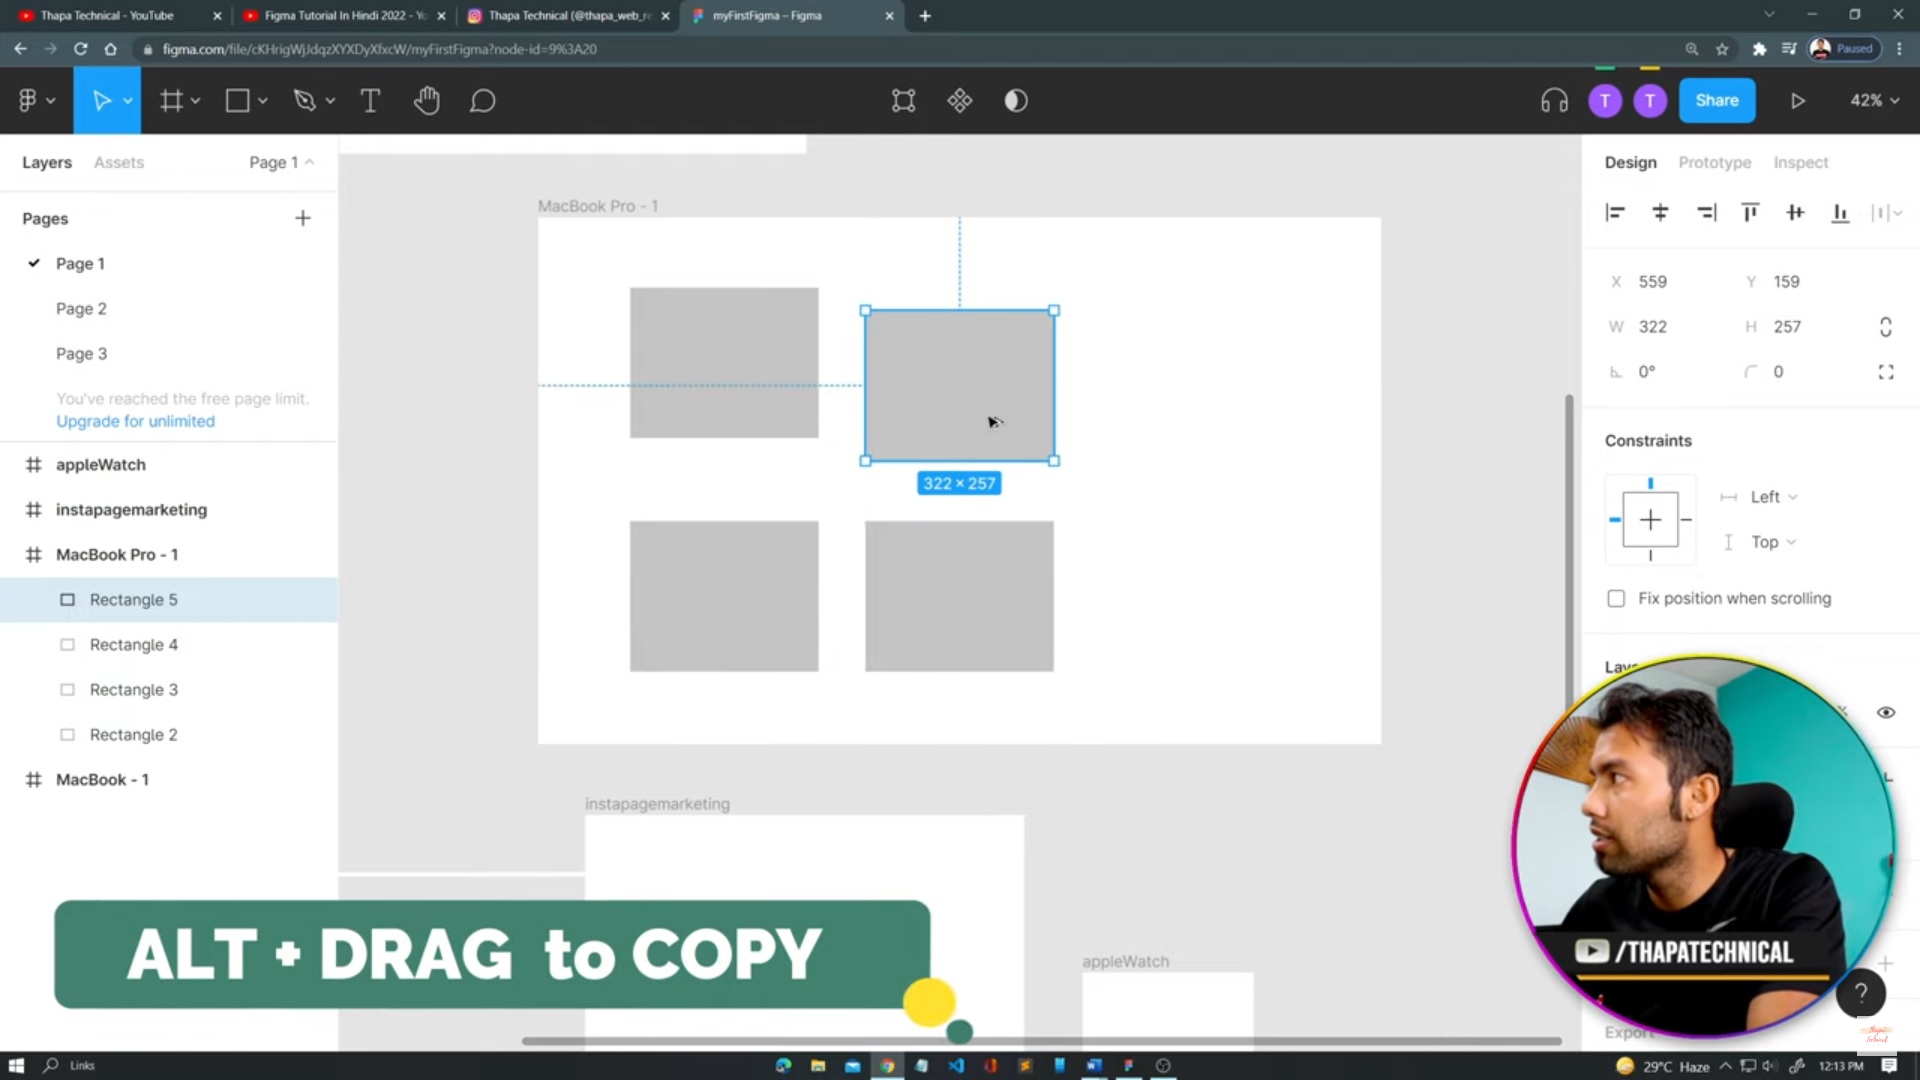 Thapa Technical - YouTube
Figma Tutorial In Hindi 2022 - Yo
Thapa Technical (@thapa_web_re
myFirstFigma – Figma
figma.com/file/cKHrigWjJdqzXYXDyXfxcW/myFirstFigma?node-id=9%3A20
Paused
T
T
Share
42%
Layers
Assets
Page 1
MacBook Pro - 1
Design
Prototype
Inspect
Pages
Page 1
Page 2
Page 3
You've reached the free page limit.
Upgrade for unlimited
X 559
Y 159
W 322
H 257
0°
0
Constraints
322 × 257
Left
Top
Fix position when scrolling
appleWatch
instapagemarketing
MacBook Pro - 1
Rectangle 5
Rectangle 4
Rectangle 3
Rectangle 2
MacBook - 1
instapagemarketing
appleWatch
ALT + DRAG to COPY
/THAPATECHNICAL
?
Export
Links
29°C Haze
12:13 PM